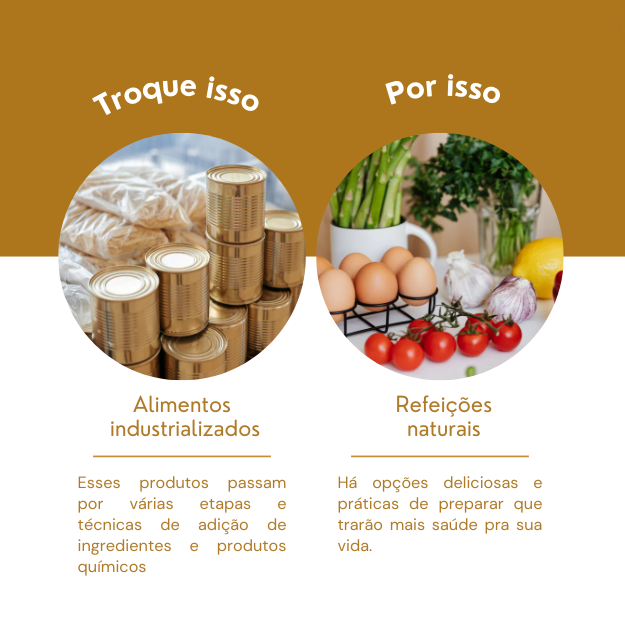 Troque isso
Alimentos
industrializados
Esses produtos passam
por várias etapas e
técnicas de adição de
ingredientes e produtos
químicos
Por isso
Refeições
naturais
Há opções deliciosas e
práticas de preparar que
trarão mais saúde pra sua
vida.